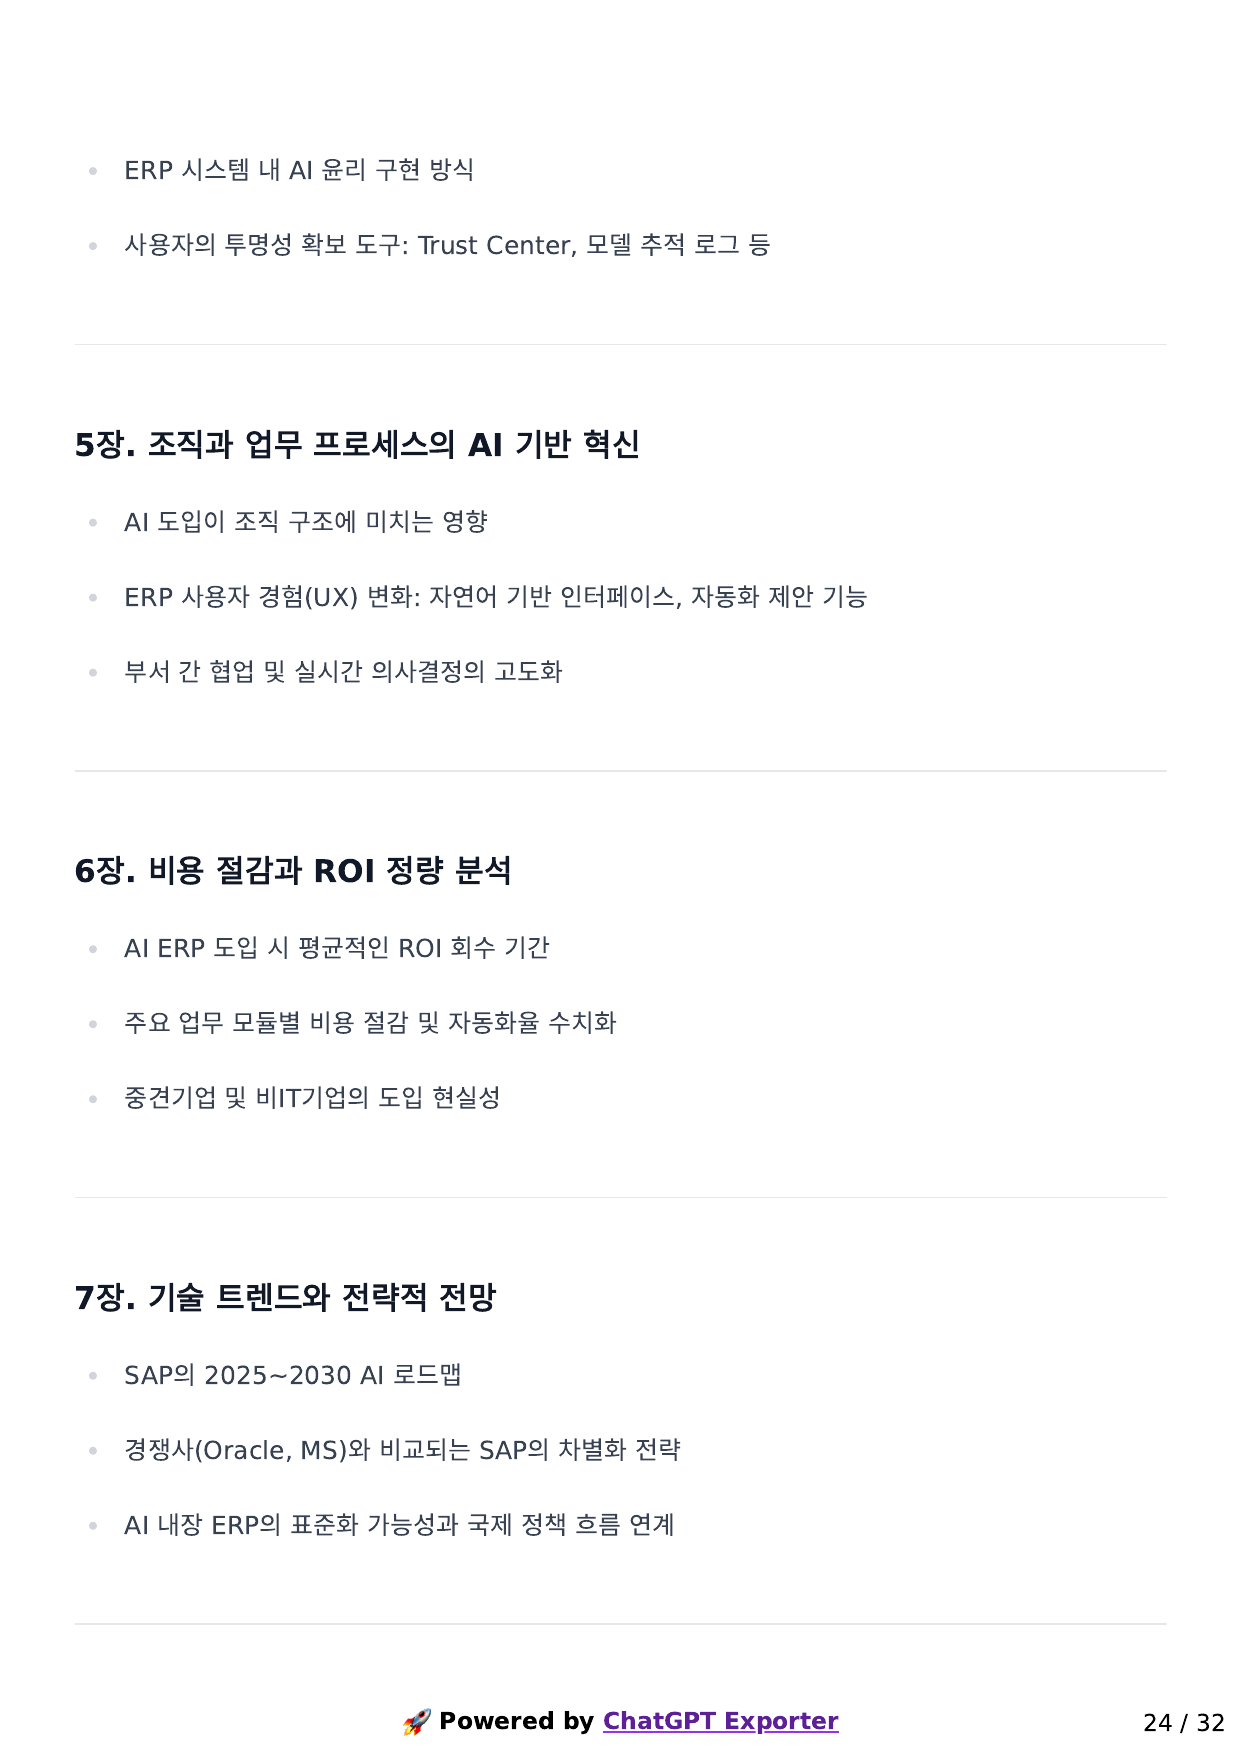 ERP 시스템 내 AI 윤리 구현 방식
사용자의 투명성 확보 도구: Trust Center, 모델 추적 로그 등
5장. 조직과 업무 프로세스의 AI 기반 혁신
AI 도입이 조직 구조에 미치는 영향
ERP 사용자 경험(UX) 변화: 자연어 기반 인터페이스, 자동화 제안 기능
부서 간 협업 및 실시간 의사결정의 고도화
6장. 비용 절감과 ROI 정량 분석
AI ERP 도입 시 평균적인 ROI 회수 기간
주요 업무 모듈별 비용 절감 및 자동화율 수치화
중견기업 및 비IT기업의 도입 현실성
7장. 기술 트렌드와 전략적 전망
SAP의 2025~2030 AI 로드맵
경쟁사(Oracle, MS)와 비교되는 SAP의 차별화 전략
AI 내장 ERP의 표준화 가능성과 국제 정책 흐름 연계
🚀 Powered by ChatGPT Exporter
24 / 32